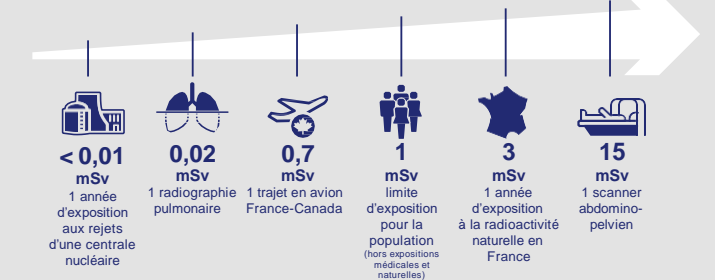 < 0,01
mSv
1 année
d'exposition
aux rejets
d'une centrale
nucléaire
0,02
mSv
1 radiographie
pulmonaire
0,7
mSv
1 trajet en avion
France-Canada
1
mSv
limite
d'exposition
pour la
population
(hors expositions
médicales et
naturelles)
3
mSv
1 année
d'exposition
à la radioactivité
naturelle en
France
15
mSv
1 scanner
abdomino-
pelvien